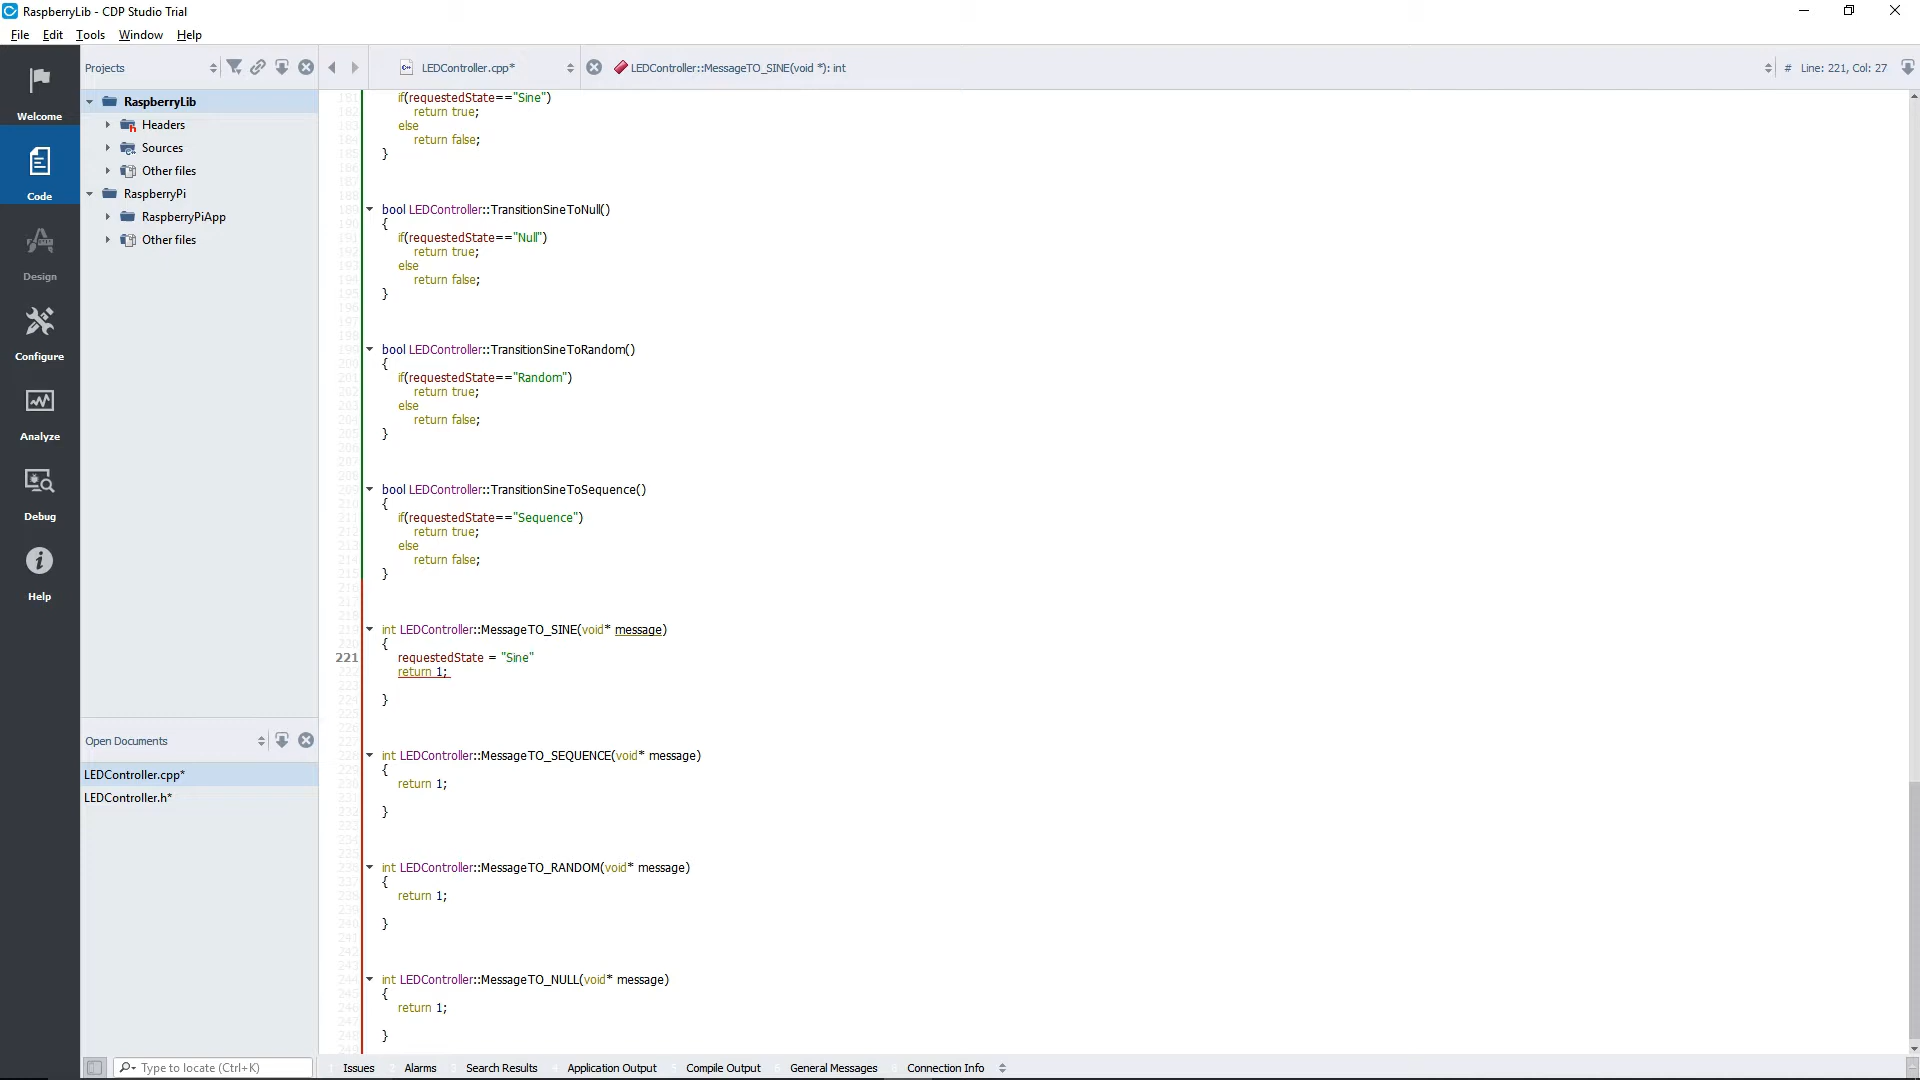 RaspberryLib - CDP Studio Trial
File Edit Tools Window Help
Projects
LEDController.cpp*
LEDController::MessageTO_SINE(void *): int
# Line: 221, Col: 27
Welcome
Code
Design
Configure
Analyze
Debug
Help
RaspberryLib
Headers
Sources
Other files
RaspberryPi
RaspberryPiApp
Other files
Open Documents
LEDController.cpp*
LEDController.h*
if(requestedState=="Sine")
return true;
else
return false;
}
bool LEDController::TransitionSineToNull()
{
if(requestedState=="Null")
return true;
else
return false;
}
bool LEDController::TransitionSineToRandom()
{
if(requestedState=="Random")
return true;
else
return false;
}
bool LEDController::TransitionSineToSequence()
{
if(requestedState=="Sequence")
return true;
else
return false;
}
int LEDController::MessageTO_SINE(void* message)
{
221 requestedState = "Sine"
return 1;
}
int LEDController::MessageTO_SEQUENCE(void* message)
{
return 1;
}
int LEDController::MessageTO_RANDOM(void* message)
{
return 1;
}
int LEDController::MessageTO_NULL(void* message)
{
return 1;
}
Type to locate (Ctrl+K)
Issues Alarms Search Results Application Output Compile Output General Messages Connection Info